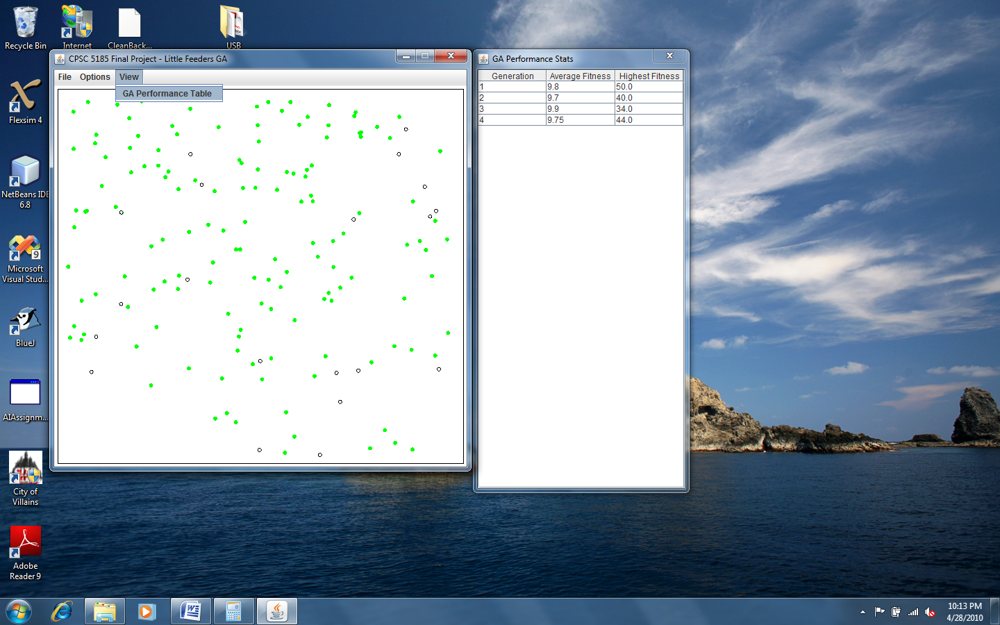 Recycle Bin
Internet
CleanBack...
USB
Flexsim 4
NetBeans IDE
6.8
9
Microsoft
Visual Stud...
BlueJ
AIAssignm...
City of
Villains
Adobe
Reader 9
CPSC 5185 Final Project - Little Feeders GA
File Options View
GA Performance Table
GA Performance Stats
Generation Average Fitness Highest Fitness
1 9.8 50.0
2 9.7 40.0
3 9.9 34.0
4 9.75 44.0
10:13 PM
4/28/2010